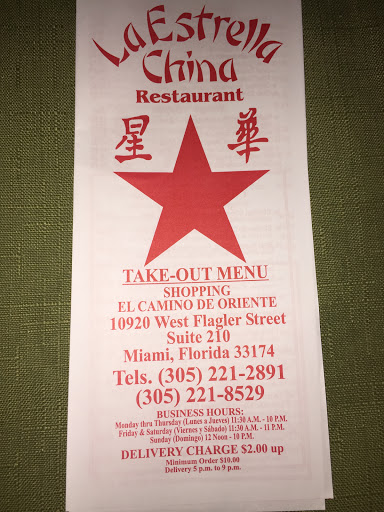 La Estrella
China
Restaurant
星 華
TAKE-OUT MENU
SHOPPING
EL CAMINO DE ORIENTE
10920 West Flagler Street
Suite 210
Miami, Florida 33174
Tels. (305) 221-2891
(305) 221-8529
BUSINESS HOURS:
Monday thru Thursday (Lunes a Jueves) 11:30 A.M. - 10 P.M.
Friday & Saturday (Viernes y Sábado) 11:30 A.M. - 11 P.M.
Sunday (Domingo) 12 Noon - 10 P.M.
DELIVERY CHARGE $2.00 up
Minimum Order $10.00
Delivery 5 p.m. to 9 p.m.